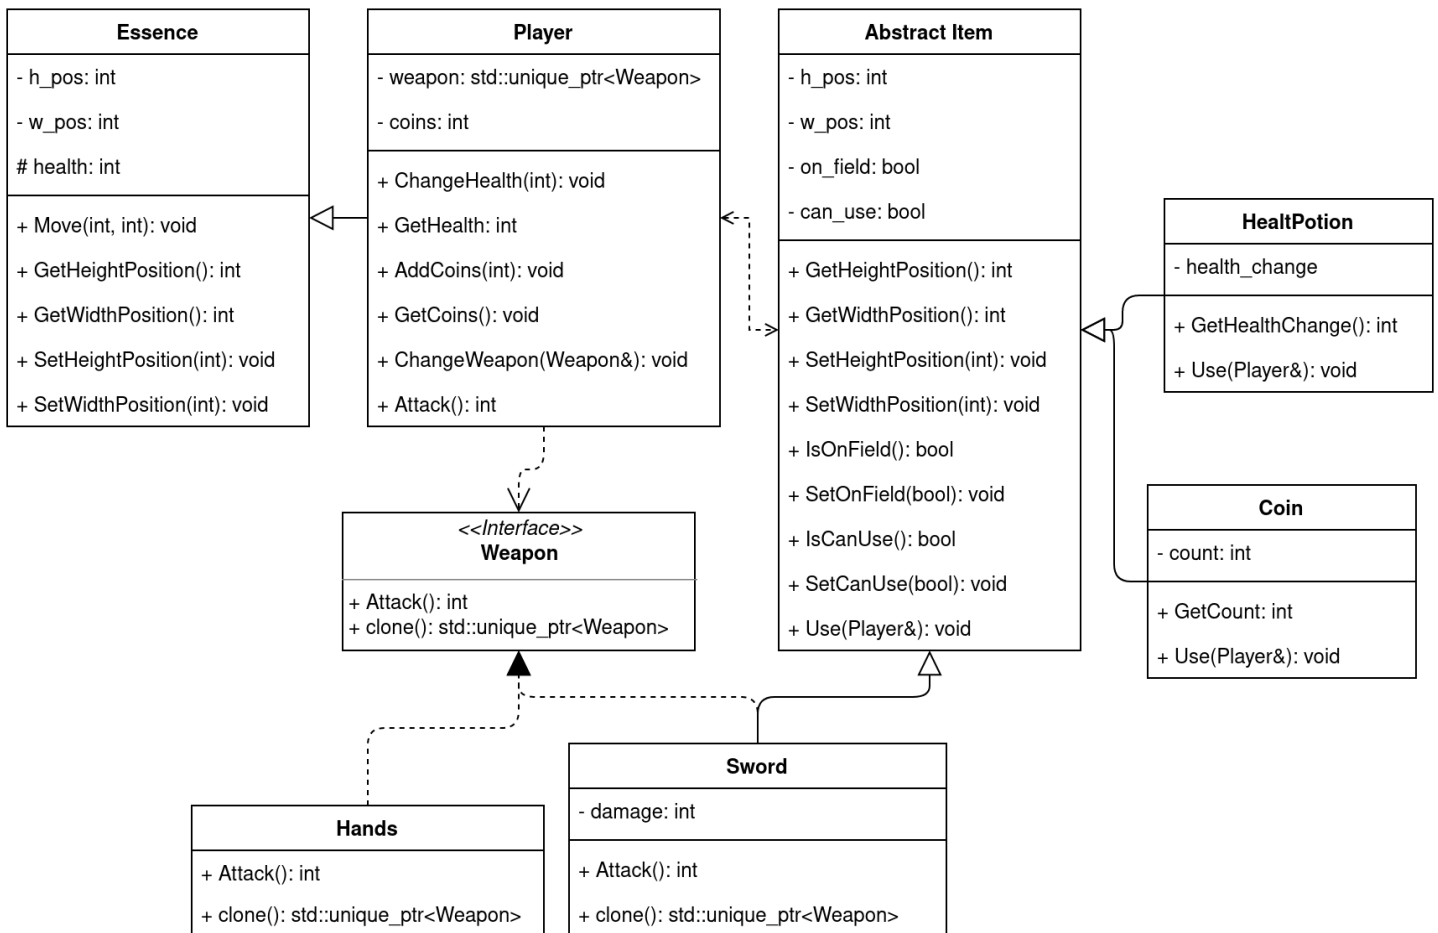 Essence
- h_pos: int
- w_pos: int
# health: int
+ Move(int, int): void
+ GetHeightPosition(): int
+ GetWidthPosition(): int
+ SetHeightPosition(int): void
+ SetWidthPosition(int): void
Player
- weapon: std::unique_ptr<Weapon>
- coins: int
+ ChangeHealth(int): void
+ GetHealth: int
+ AddCoins(int): void
+ GetCoins(): void
+ ChangeWeapon(Weapon&): void
+ Attack(): int
Abstract Item
- h_pos: int
- w_pos: int
- on_field: bool
- can_use: bool
+ GetHeightPosition(): int
+ GetWidthPosition(): int
+ SetHeightPosition(int): void
+ SetWidthPosition(int): void
+ IsOnField(): bool
+ SetOnField(bool): void
+ IsCanUse(): bool
+ SetCanUse(bool): void
+ Use(Player&): void
HealtPotion
- health_change
+ GetHealthChange(): int
+ Use(Player&): void
Coin
- count: int
+ GetCount: int
+ Use(Player&): void
<<Interface>>
Weapon
+ Attack(): int
+ clone(): std::unique_ptr<Weapon>
Hands
+ Attack(): int
+ clone(): std::unique_ptr<Weapon>
Sword
- damage: int
+ Attack(): int
+ clone(): std::unique_ptr<Weapon>